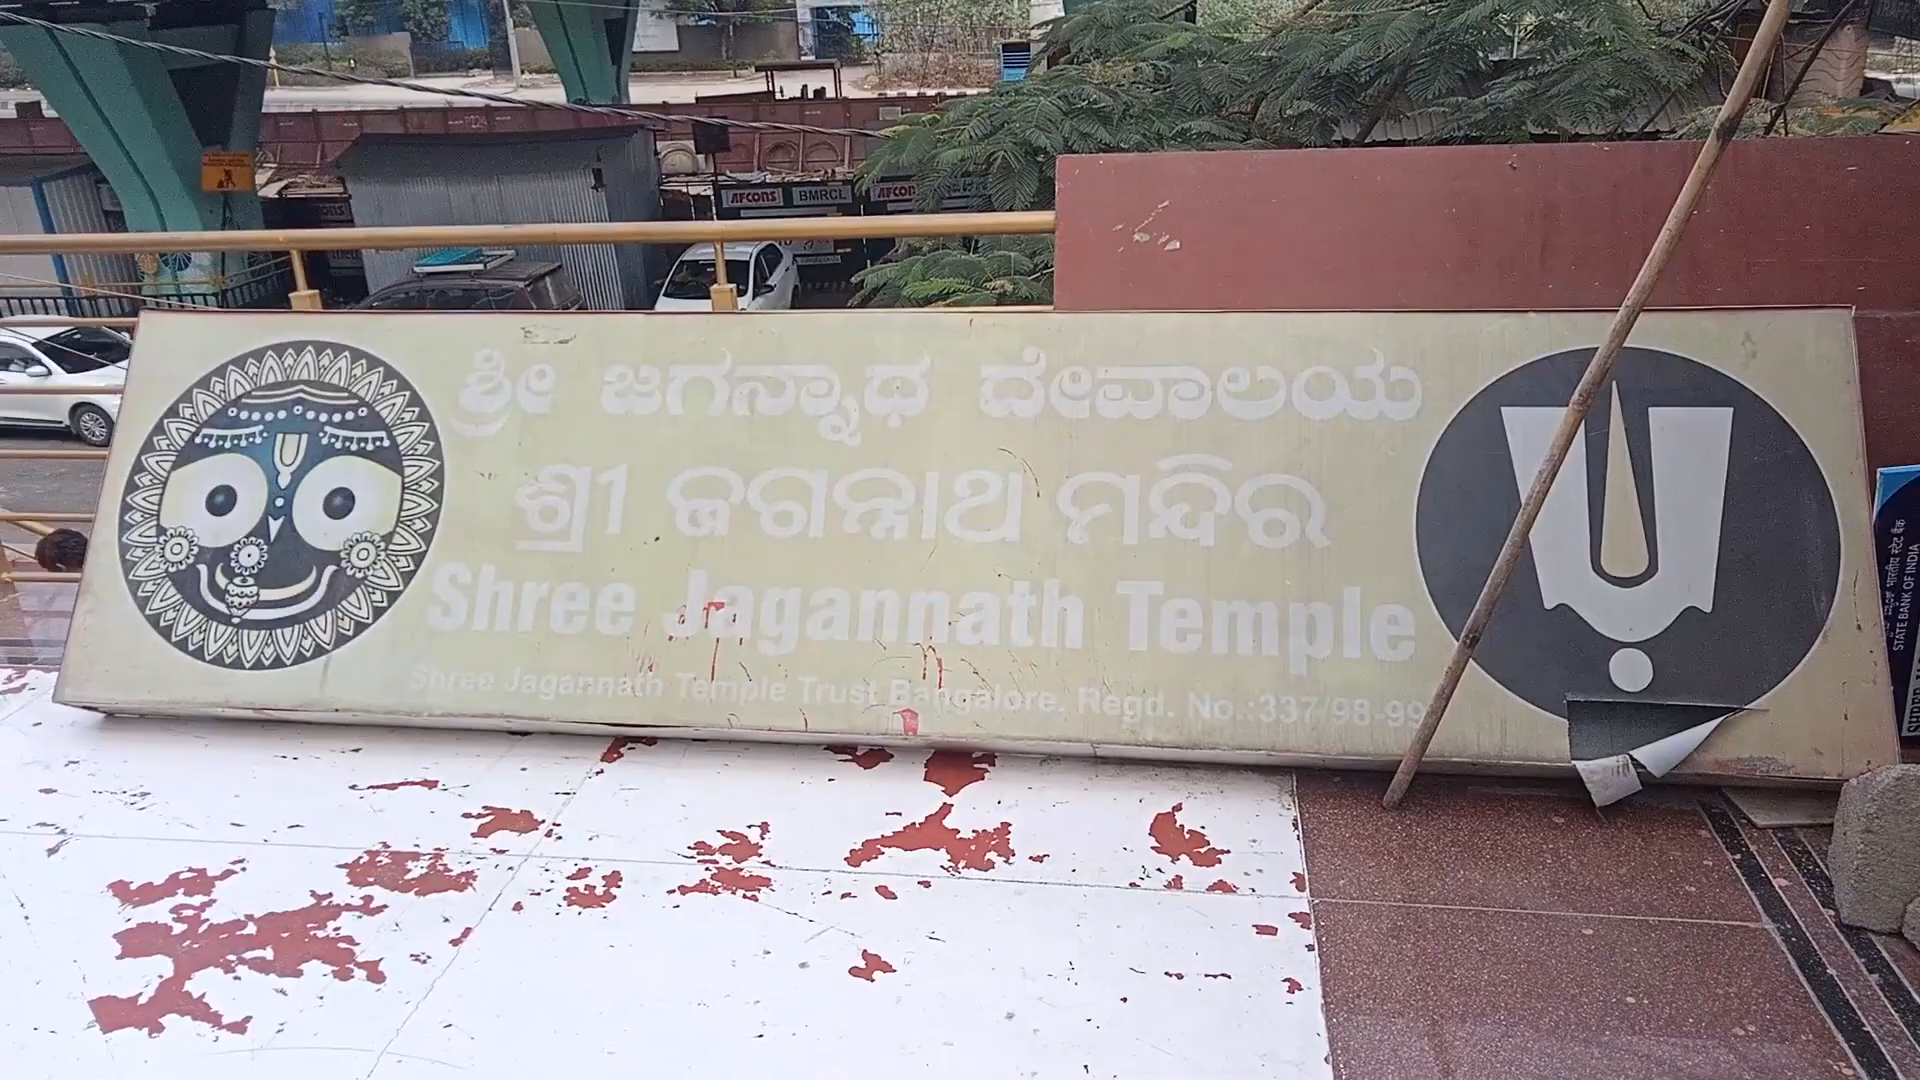 AFCONS BMRCL
ಶ್ರೀ ಜಗನ್ನಾಥ ದೇವಾಲಯ
ଶ୍ରୀ ଜଗନ୍ନାଥ ମନ୍ଦିର
Shree Jagannath Temple
Shree Jagannath Temple Trust Bangalore. Regd. No.:337/98-99
भारतीय स्टेट बैंक
STATE BANK OF INDIA